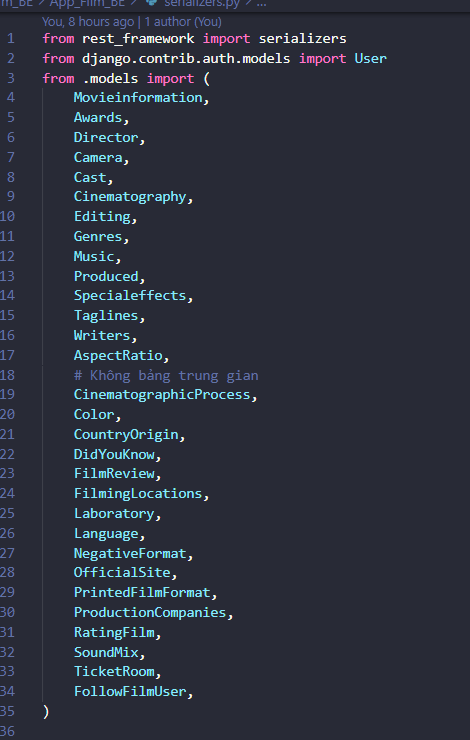 m_BE > App_Film_BE > serializers.py > ...
You, 8 hours ago | 1 author (You)
1 from rest_framework import serializers
2 from django.contrib.auth.models import User
3 from .models import (
4 Movieinformation,
5 Awards,
6 Director,
7 Camera,
8 Cast,
9 Cinematography,
10 Editing,
11 Genres,
12 Music,
13 Produced,
14 Specialeffects,
15 Taglines,
16 Writers,
17 AspectRatio,
18 # Không bảng trung gian
19 CinematographicProcess,
20 Color,
21 CountryOrigin,
22 DidYouKnow,
23 FilmReview,
24 FilmingLocations,
25 Laboratory,
26 Language,
27 NegativeFormat,
28 OfficialSite,
29 PrintedFilmFormat,
30 ProductionCompanies,
31 RatingFilm,
32 SoundMix,
33 TicketRoom,
34 FollowFilmUser,
35 )
36